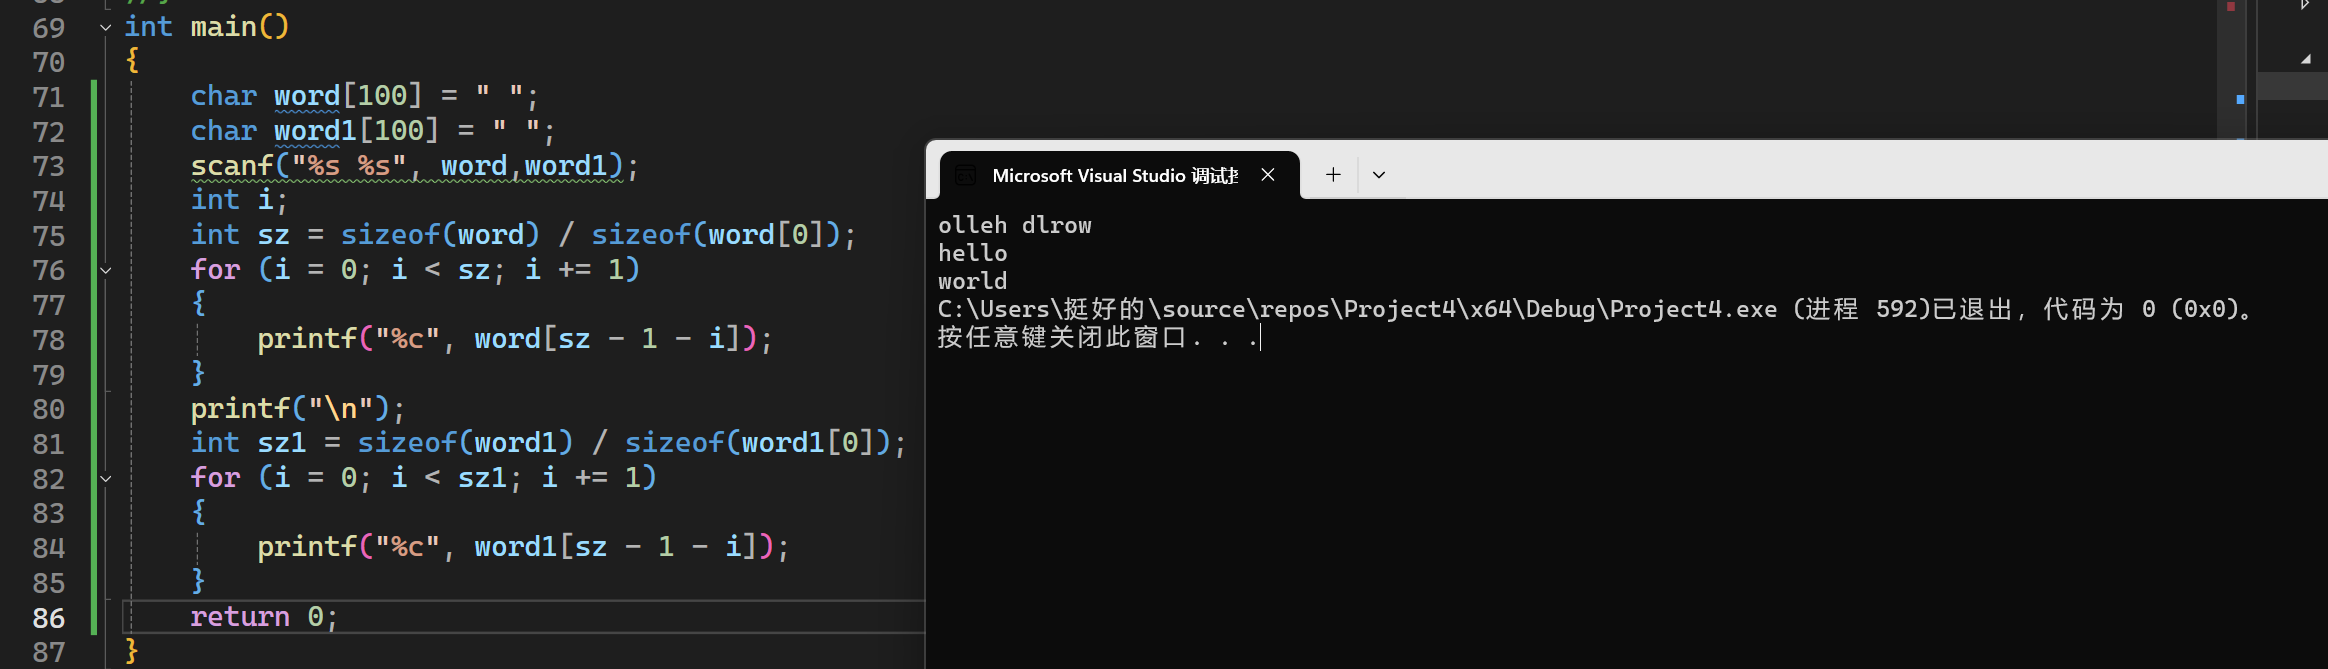 69 int main()
70 {
71 char word[100] = " ";
72 char word1[100] = " ";
73 scanf("%s %s", word,word1);
74 int i;
75 int sz = sizeof(word) / sizeof(word[0]);
76 for (i = 0; i < sz; i += 1)
77 {
78 printf("%c", word[sz - 1 - i]);
79 }
80 printf("\n");
81 int sz1 = sizeof(word1) / sizeof(word1[0]);
82 for (i = 0; i < sz1; i += 1)
83 {
84 printf("%c", word1[sz - 1 - i]);
85 }
86 return 0;
87 }
Microsoft Visual Studio 调试
olleh dlrow
hello
world
C:\Users\挺好的\source\repos\Project4\x64\Debug\Project4.exe (进程 592)已退出，代码为 0 (0x0)。
按任意键关闭此窗口. . .